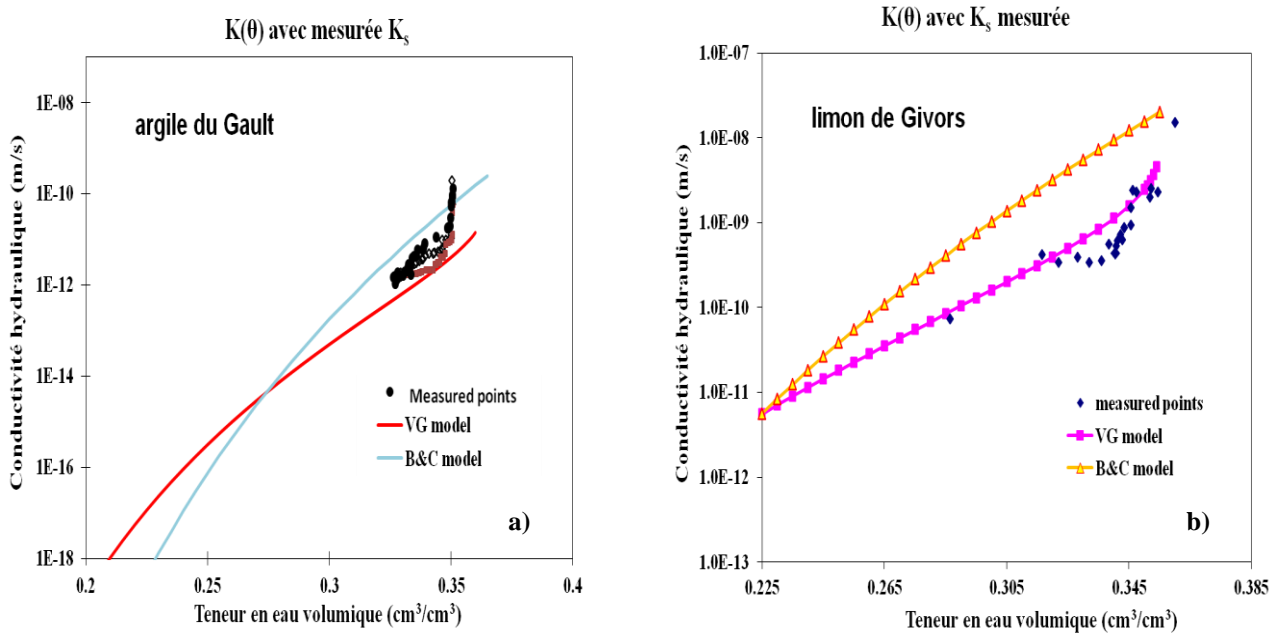 K(θ) avec mesurée Ks
argile du Gault
Conductivité hydraulique (m/s)
1E-08
1E-10
1E-12
1E-14
1E-16
1E-18
0.2
0.25
0.3
0.35
0.4
Teneur en eau volumique (cm³/cm³)
Measured points
VG model
B&C model
a)
K(θ) avec Ks mesurée
limon de Givors
Conductivité hydraulique (m/s)
1.0E-07
1.0E-08
1.0E-09
1.0E-10
1.0E-11
1.0E-12
1.0E-13
0.225
0.265
0.305
0.345
0.385
Teneur en eau volumique (cm³/cm³)
measured points
VG model
B&C model
b)